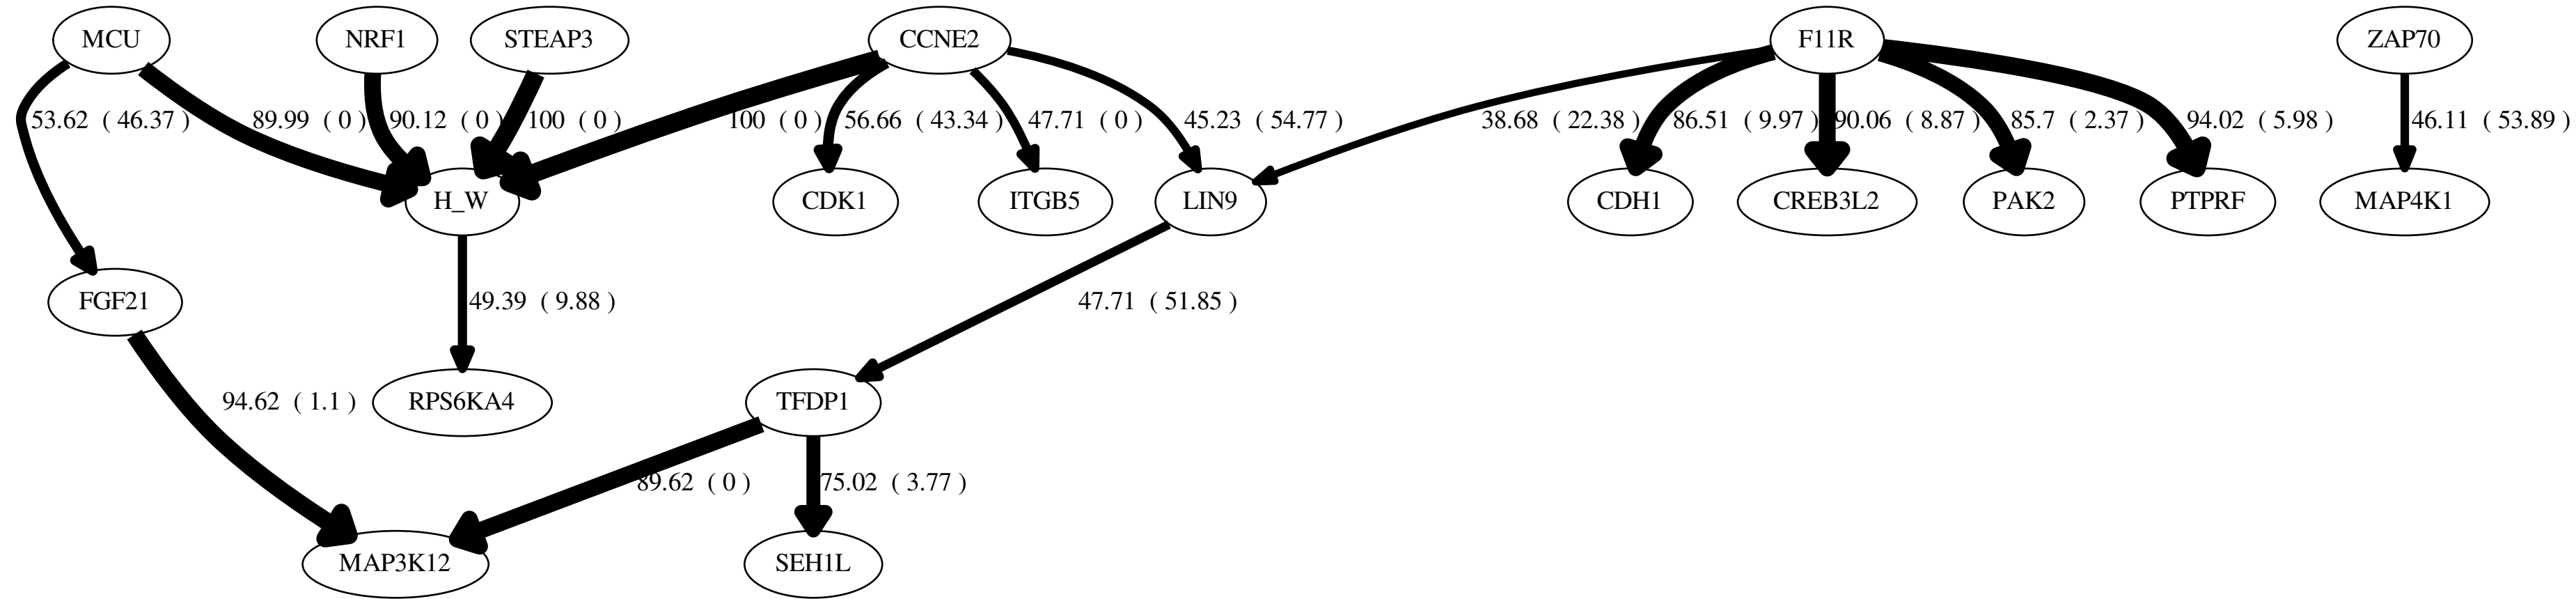 MCU NRF1 STEAP3 CCNE2 F11R ZAP70
53.62 ( 46.37 ) 89.99 ( 0 ) 90.12 ( 0 ) 100 ( 0 ) 100 ( 0 ) 56.66 ( 43.34 ) 47.71 ( 0 ) 45.23 ( 54.77 ) 38.68 ( 22.38 ) 86.51 ( 9.97 ) 90.06 ( 8.87 ) 85.7 ( 2.37 ) 94.02 ( 5.98 ) 46.11 ( 53.89 )
H_W CDK1 ITGB5 LIN9 CDH1 CREB3L2 PAK2 PTPRF MAP4K1
FGF21 49.39 ( 9.88 ) 47.71 ( 51.85 )
94.62 ( 1.1 ) RPS6KA4 TFDP1
89.62 ( 0 ) 75.02 ( 3.77 )
MAP3K12 SEH1L